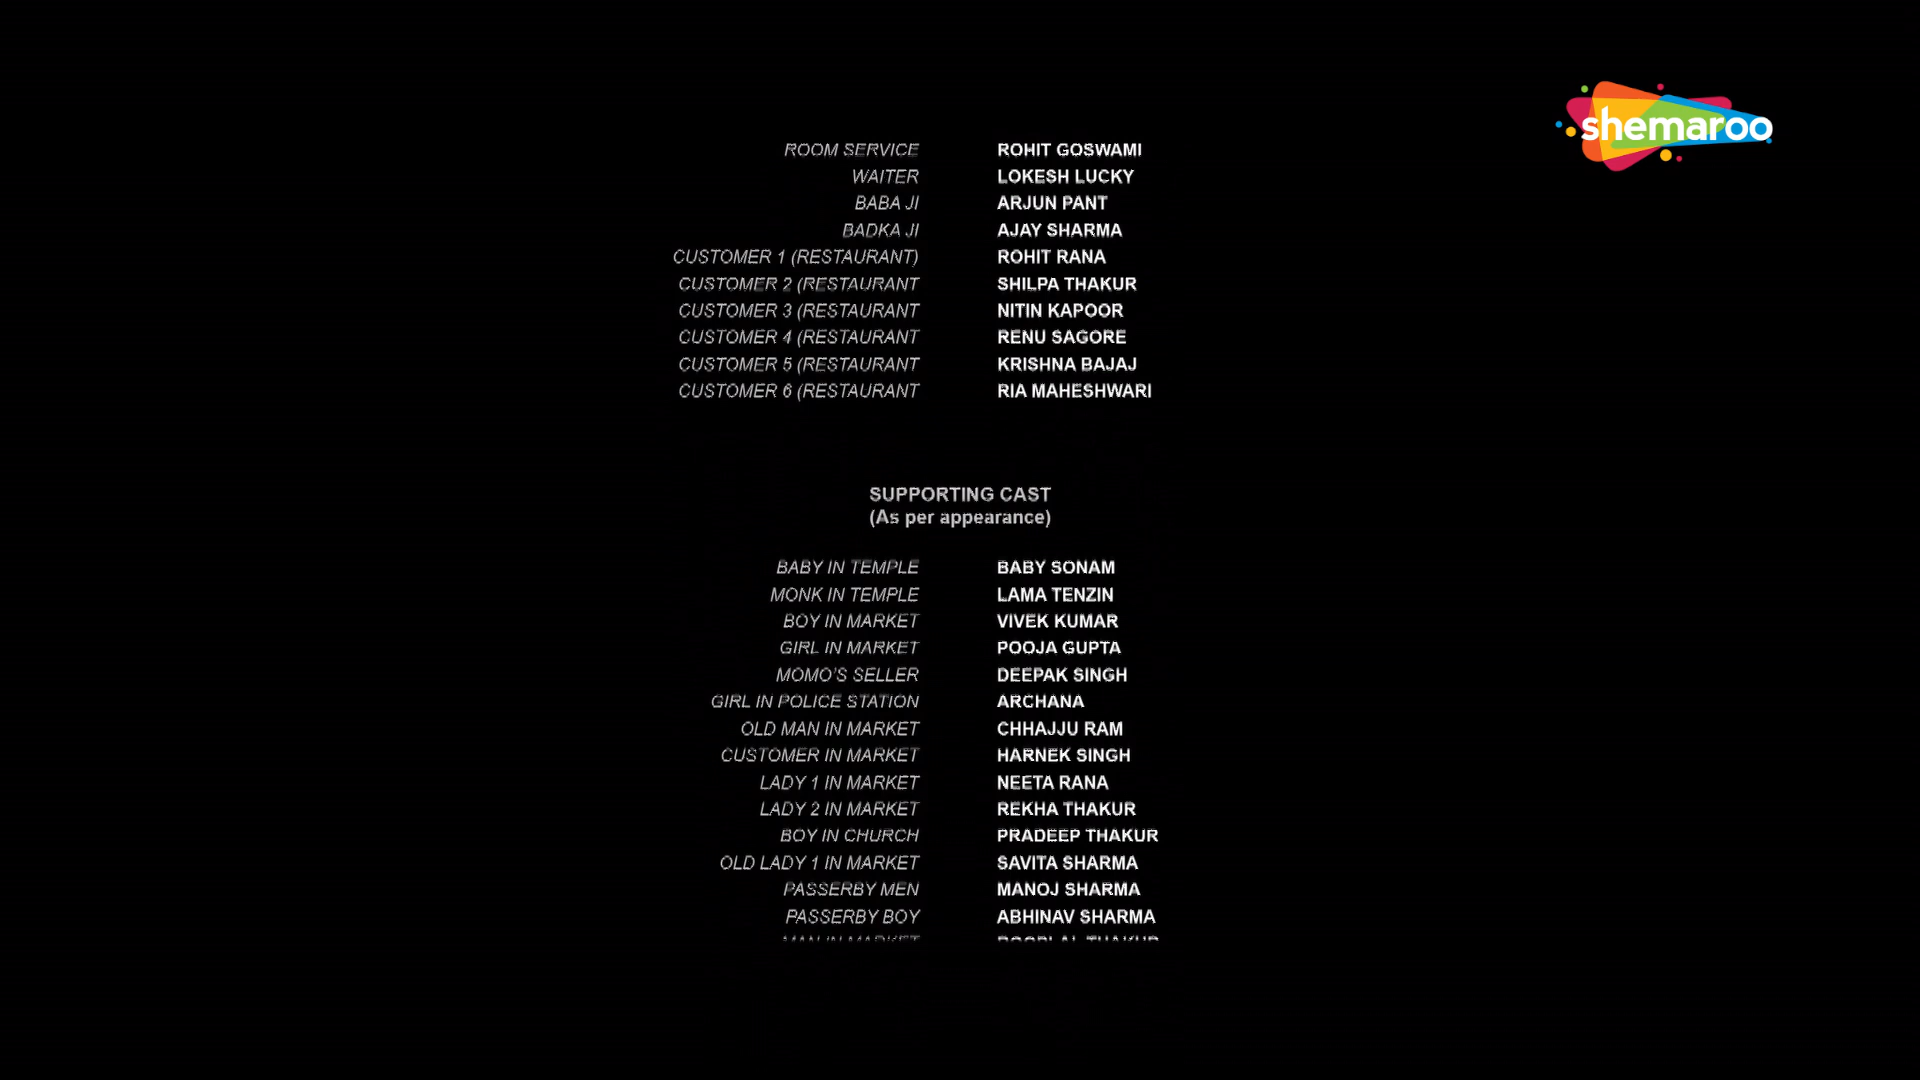 shemaroo
ROOM SERVICE ROHIT GOSWAMI
WAITER LOKESH LUCKY
BABA JI ARJUN PANT
BADKA JI AJAY SHARMA
CUSTOMER 1 (RESTAURANT) ROHIT RANA
CUSTOMER 2 (RESTAURANT SHILPA THAKUR
CUSTOMER 3 (RESTAURANT NITIN KAPOOR
CUSTOMER 4 (RESTAURANT RENU SAGORE
CUSTOMER 5 (RESTAURANT KRISHNA BAJAJ
CUSTOMER 6 (RESTAURANT RIA MAHESHWARI
SUPPORTING CAST
(As per appearance)
BABY IN TEMPLE BABY SONAM
MONK IN TEMPLE LAMA TENZIN
BOY IN MARKET VIVEK KUMAR
GIRL IN MARKET POOJA GUPTA
MOMO'S SELLER DEEPAK SINGH
GIRL IN POLICE STATION ARCHANA
OLD MAN IN MARKET CHHAJJU RAM
CUSTOMER IN MARKET HARNEK SINGH
LADY 1 IN MARKET NEETA RANA
LADY 2 IN MARKET REKHA THAKUR
BOY IN CHURCH PRADEEP THAKUR
OLD LADY 1 IN MARKET SAVITA SHARMA
PASSERBY MEN MANOJ SHARMA
PASSERBY BOY ABHINAV SHARMA
MAN IN MARKET THAKUR